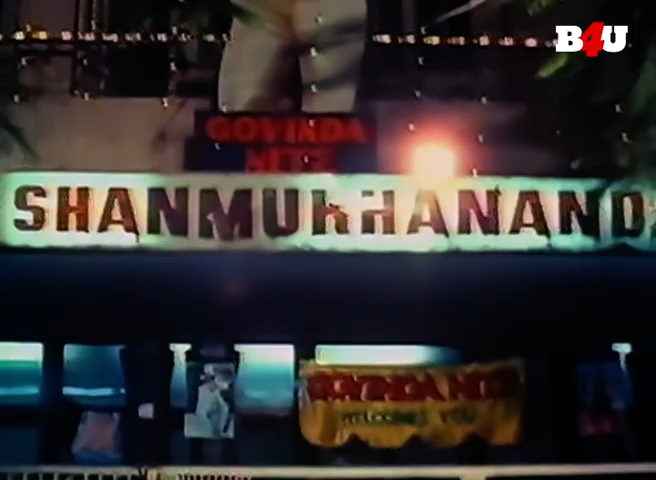 B4U
GOVINDA
NITE
SHANMUKHANAND
GOVINDA NITE
WELCOMES YOU